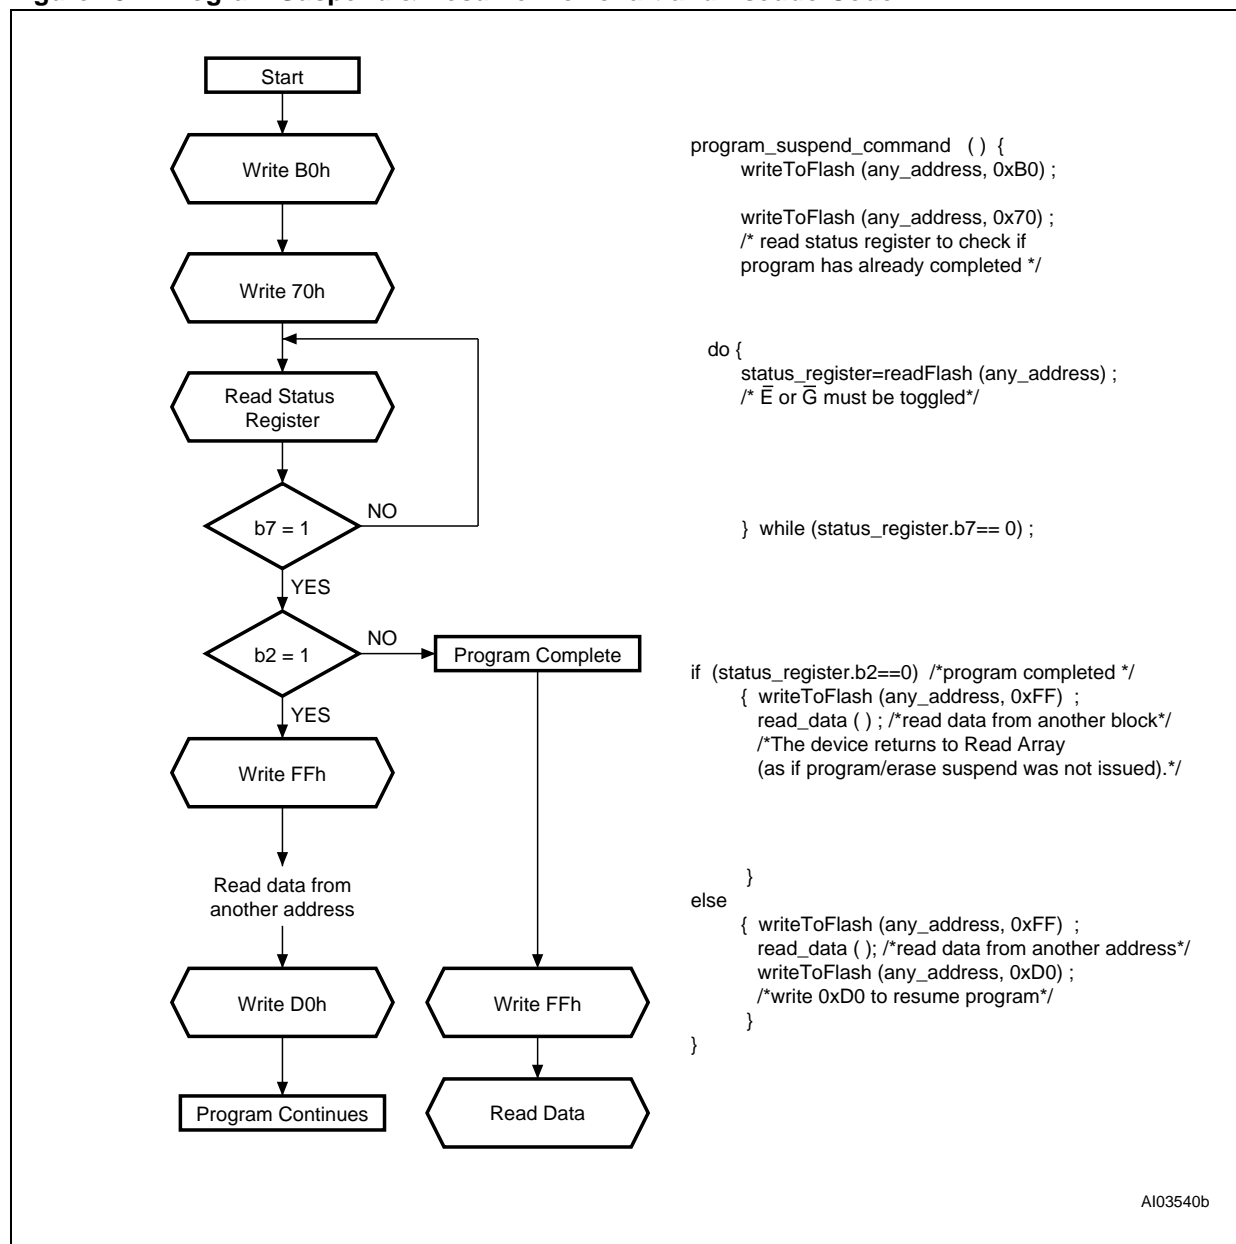 Start
Write B0h
Write 70h
Read Status
Register
NO
b7 = 1
YES
NO
b2 = 1
Program Complete
YES
Write FFh
Read data from
another address
Write D0h
Write FFh
Program Continues
Read Data
program_suspend_command ( ) {
writeToFlash (any_address, 0xB0) ;
writeToFlash (any_address, 0x70) ;
/* read status register to check if
program has already completed */
do {
status_register=readFlash (any_address) ;
/* E̅ or G̅ must be toggled*/
} while (status_register.b7== 0) ;
if (status_register.b2==0) /*program completed */
{ writeToFlash (any_address, 0xFF) ;
read_data ( ) ; /*read data from another block*/
/*The device returns to Read Array
(as if program/erase suspend was not issued).*/
}
else
{ writeToFlash (any_address, 0xFF) ;
read_data ( ); /*read data from another address*/
writeToFlash (any_address, 0xD0) ;
/*write 0xD0 to resume program*/
}
}
AI03540b